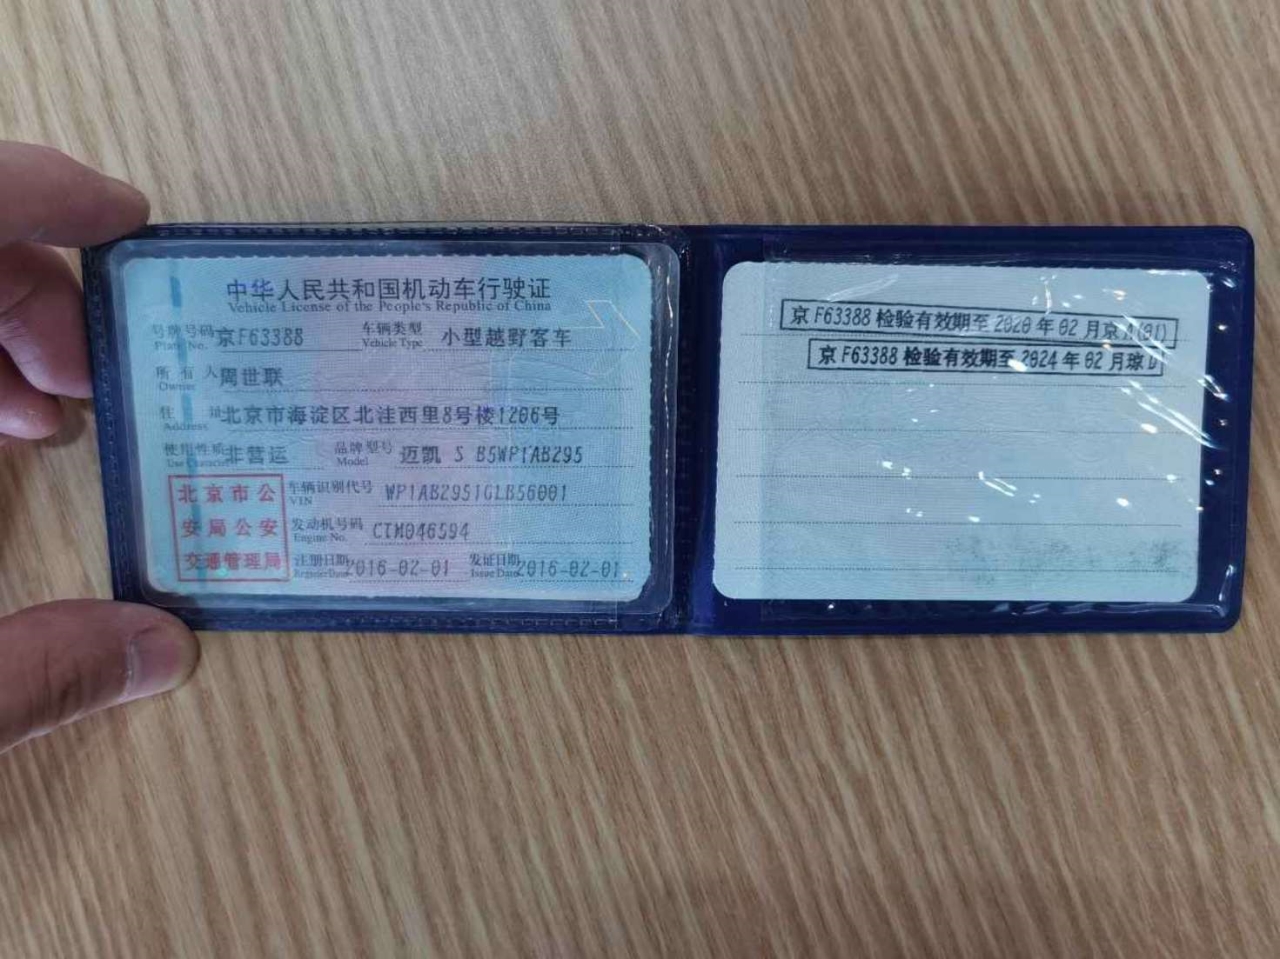 中华人民共和国机动车行驶证
Vehicle License of the People's Republic of China
号牌号码 京F63388 车辆类型 小型越野客车
Plate No. Vehicle Type
所有人 周世联
Owner
住址 北京市海淀区北洼西里8号楼1206号
Address
使用性质 非营运 品牌型号 迈凯 S B5WP1AB295
Use Character Model
北京市公 车辆识别代号 WP1AB2951GLB56001
VIN
安局公安 发动机号码 CTM046594
Engine No.
交通管理局 注册日期 2016-02-01 发证日期 2016-02-01
Register Date Issue Date
京F63388检验有效期至2020年02月京A(01)
京F63388检验有效期至2024年02月琼D